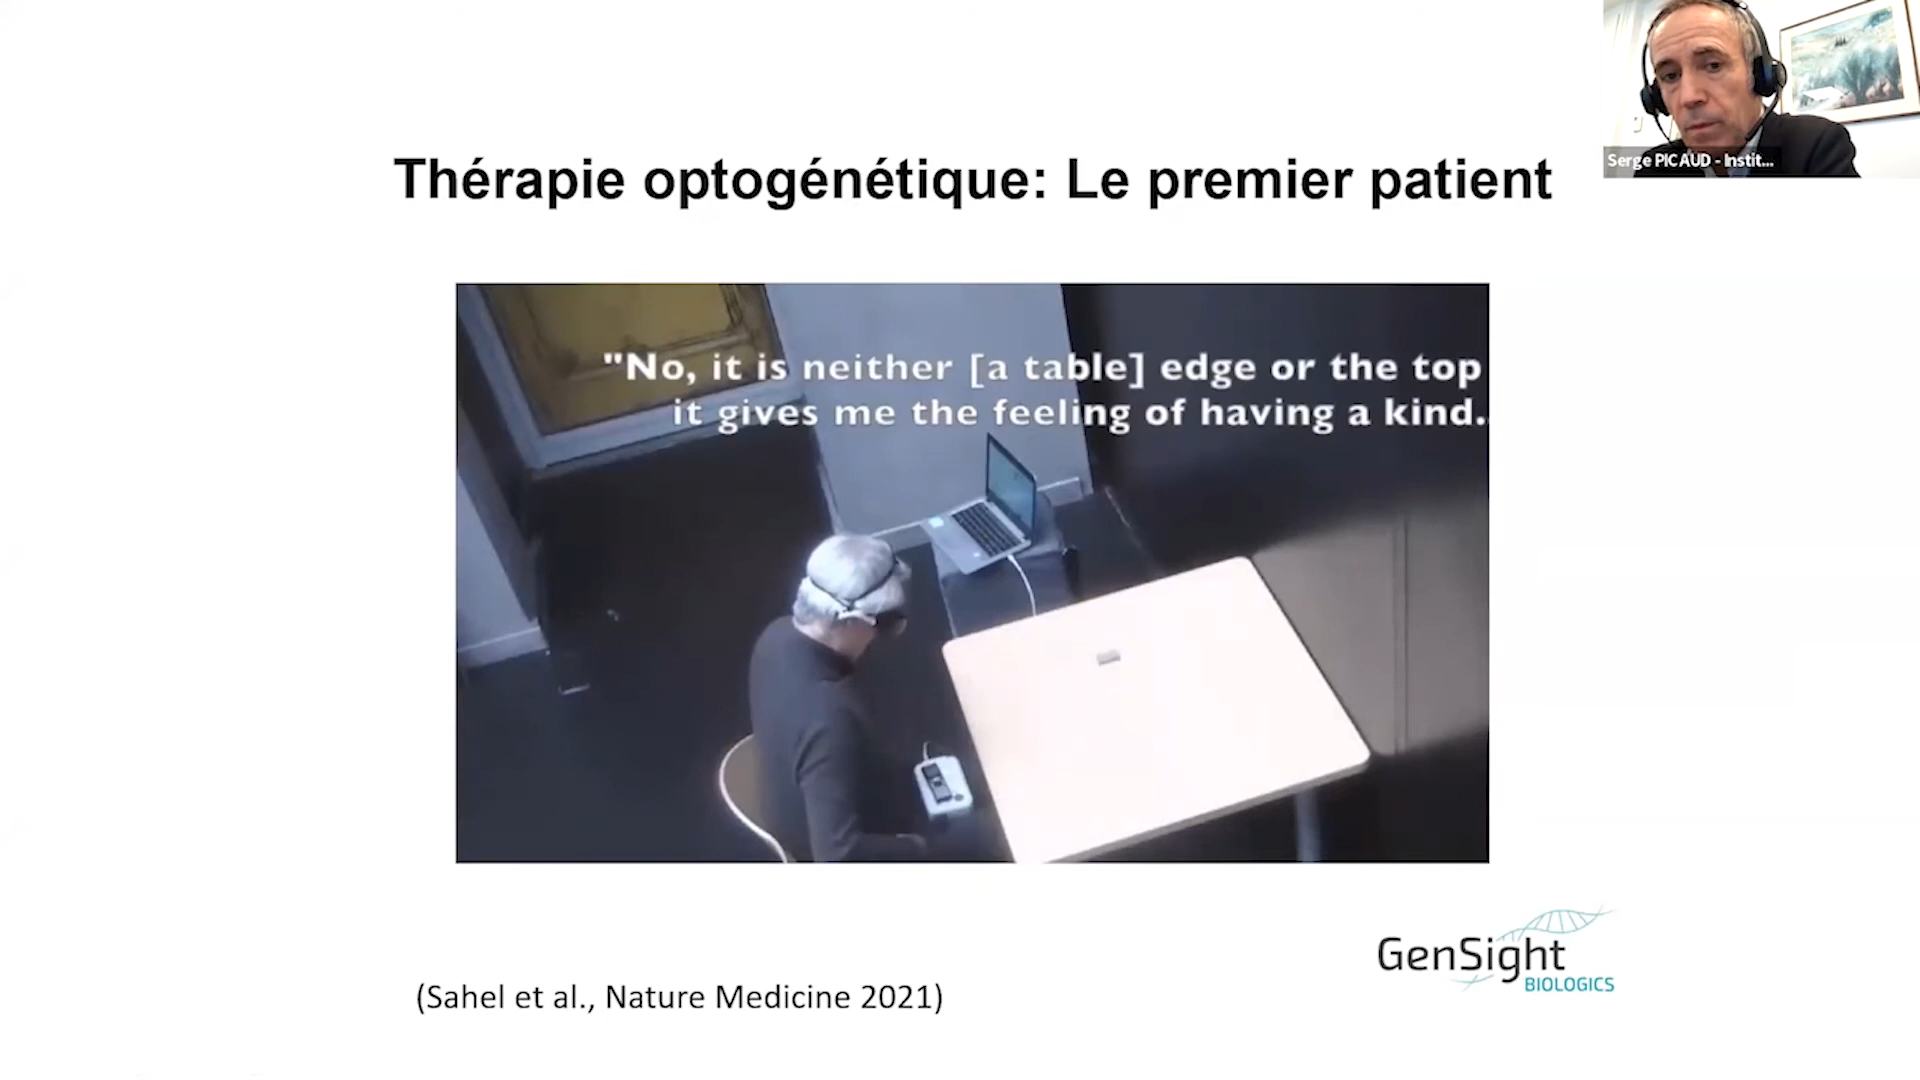 Serge PICAUD - Instit...
Thérapie optogénétique: Le premier patient
"No, it is neither [a table] edge or the top
it gives me the feeling of having a kind..
GenSight
BIOLOGICS
(Sahel et al., Nature Medicine 2021)